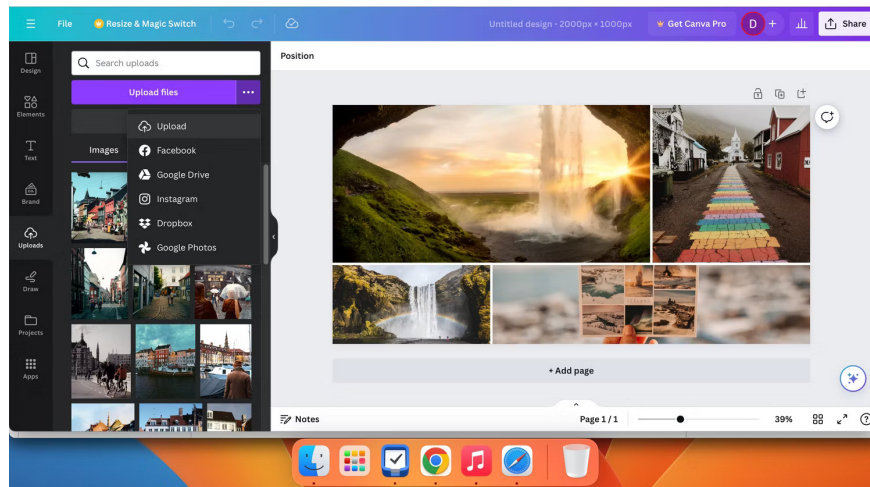 File
Resize & Magic Switch
Untitled design - 2000px × 1000px
Get Canva Pro
D
+
Share
Design
Elements
Text
Brand
Uploads
Draw
Projects
Apps
Search uploads
Upload files
Images
Upload
Facebook
Google Drive
Instagram
Dropbox
Google Photos
Position
+ Add page
Notes
Page 1 / 1
39%